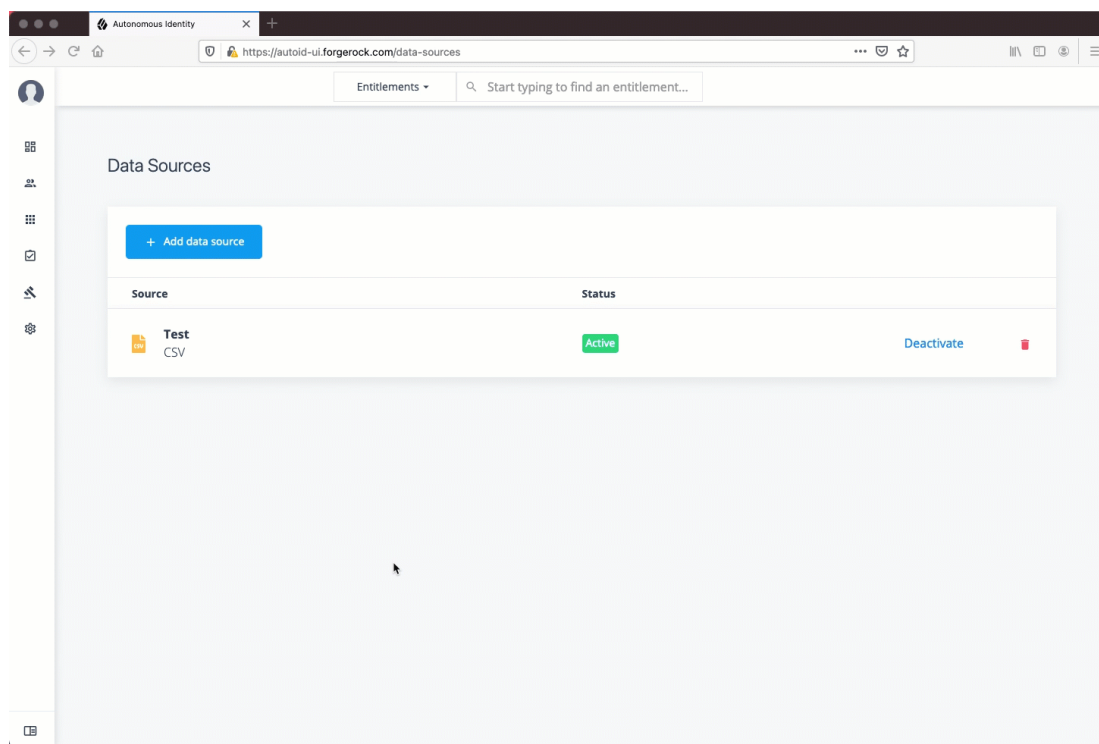 Autonomous Identity
https://autoid-ui.forgerock.com/data-sources
Entitlements
Start typing to find an entitlement...
Data Sources
+ Add data source
Source Status
Test
CSV
CSV
Active
Deactivate